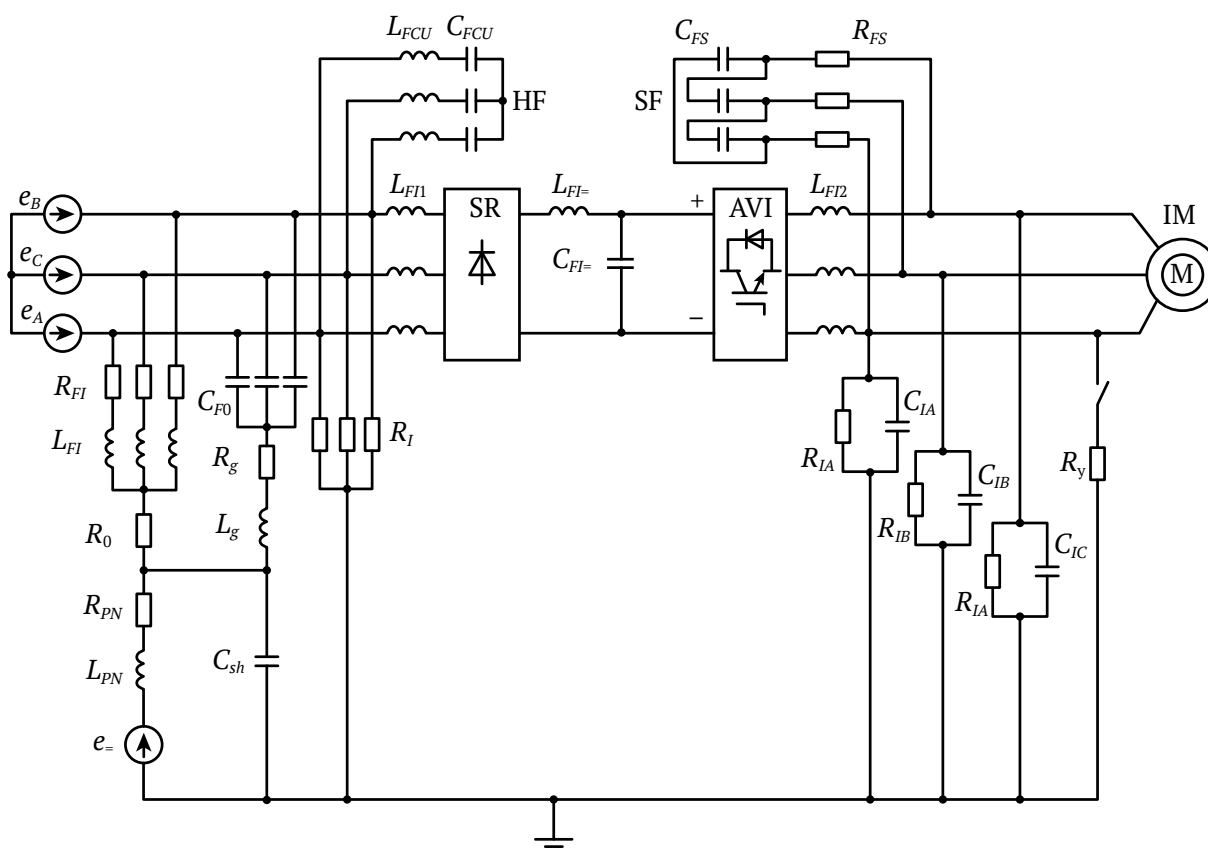 L_FCU C_FCU
HF
C_FS R_FS
SF
e_B
L_FI1
SR
L_FI=
+
AVI
L_FI2
IM
e_C
C_FI=
M
e_A
−
R_FI
C_F0
C_IA
L_FI
R_g
R_I
R_IA
C_IB
R_y
R_0
L_g
R_IB
C_IC
R_PN
R_IA
L_PN
C_sh
e_=